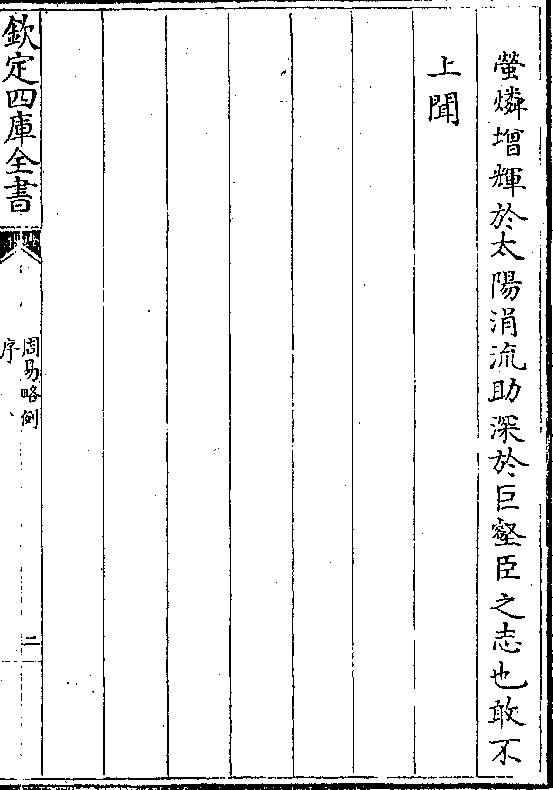 螢燐增輝於太陽涓流助深於巨壑臣之志也敢不
上聞
欽定四庫全書
周易略例
序
二